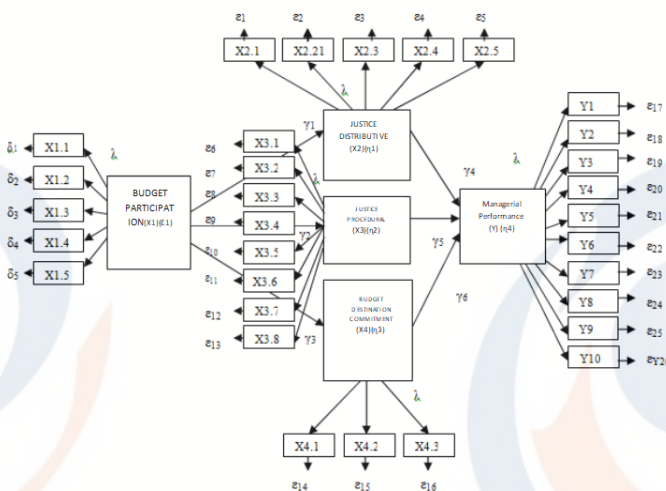 ε1 ε2 ε3 ε4 ε5
X2.1 X2.21 X2.3 X2.4 X2.5
λ
γ1
JUSTICE
DISTRIBUTIVE
(X2)(η1)
δ1 X1.1
δ2 X1.2
δ3 X1.3
δ4 X1.4
δ5 X1.5
λ
BUDGET
PARTICIPAT
ION(X1)(ξ1)
ε6 X3.1
ε7 X3.2
ε8 X3.3
ε9 X3.4
ε10 X3.5
ε11 X3.6
ε12 X3.7
ε13 X3.8
λ
γ2
γ3
JUSTICE
PROCEDURAL
(X3)(η2)
BUDGET
DESTINATION
COMMITMENT
(X4)(η3)
γ4
γ5
γ6
Managerial
Performance
(Y) (η4)
λ
Y1 ε17
Y2 ε18
Y3 ε19
Y4 ε20
Y5 ε21
Y6 ε22
Y7 ε23
Y8 ε24
Y9 ε25
Y10 εY26
λ
X4.1 X4.2 X4.3
ε14 ε15 ε16